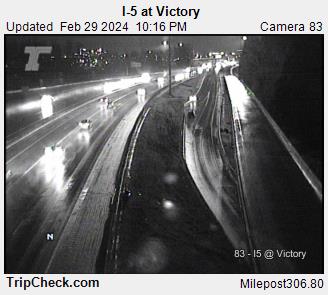 I-5 at Victory
Updated Feb 29 2024 10:16 PM Camera 83
T
N
83 - I5 @ Victory
TripCheck.com Milepost306.80